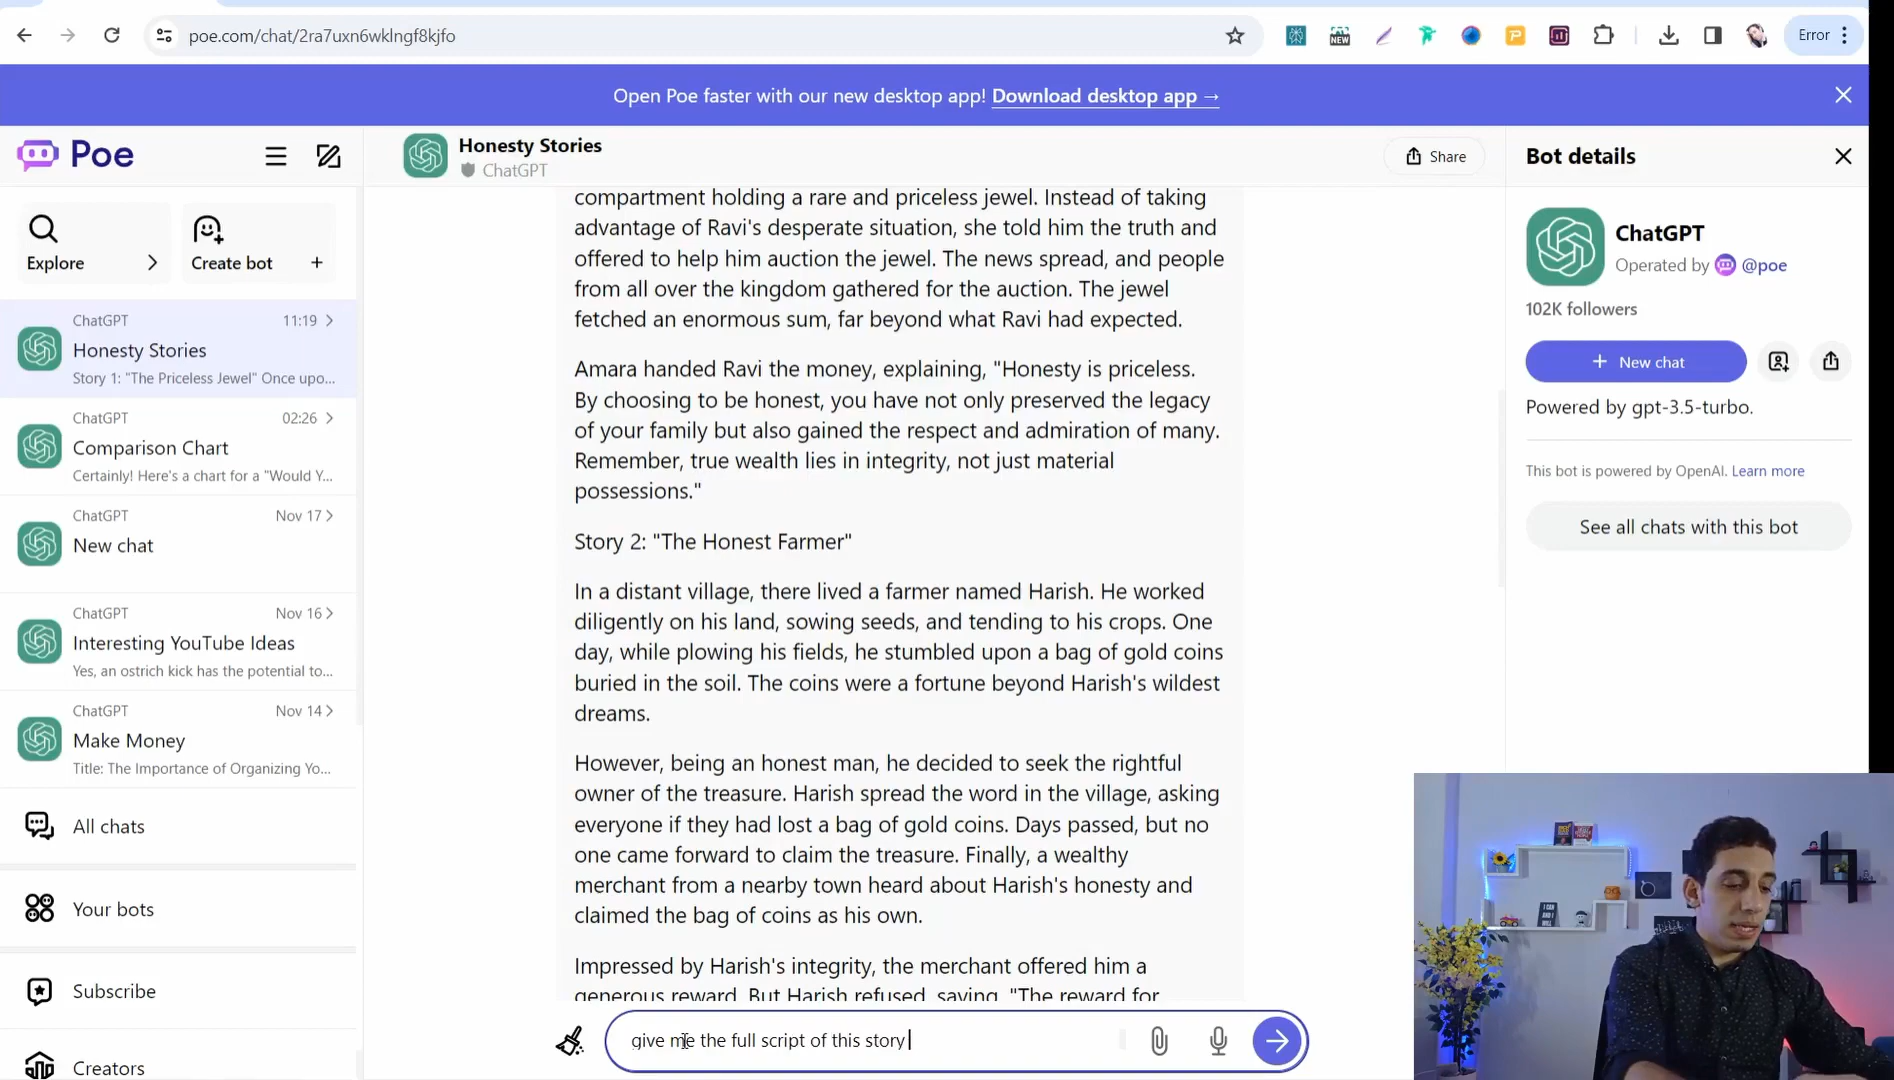 poe.com/chat/2ra7uxn6wklngf8kjfo
NEW
Error
Open Poe faster with our new desktop app! Download desktop app →
Poe
Explore
Create bot +
ChatGPT 11:19
Honesty Stories
Story 1: "The Priceless Jewel" Once upo...
ChatGPT 02:26
Comparison Chart
Certainly! Here's a chart for a "Would Y...
ChatGPT Nov 17
New chat
ChatGPT Nov 16
Interesting YouTube Ideas
Yes, an ostrich kick has the potential to...
ChatGPT Nov 14
Make Money
Title: The Importance of Organizing Yo...
All chats
Your bots
Subscribe
Creators
Honesty Stories
ChatGPT
Share
compartment holding a rare and priceless jewel. Instead of taking
advantage of Ravi's desperate situation, she told him the truth and
offered to help him auction the jewel. The news spread, and people
from all over the kingdom gathered for the auction. The jewel
fetched an enormous sum, far beyond what Ravi had expected.
Amara handed Ravi the money, explaining, "Honesty is priceless.
By choosing to be honest, you have not only preserved the legacy
of your family but also gained the respect and admiration of many.
Remember, true wealth lies in integrity, not just material
possessions."
Story 2: "The Honest Farmer"
In a distant village, there lived a farmer named Harish. He worked
diligently on his land, sowing seeds, and tending to his crops. One
day, while plowing his fields, he stumbled upon a bag of gold coins
buried in the soil. The coins were a fortune beyond Harish's wildest
dreams.
However, being an honest man, he decided to seek the rightful
owner of the treasure. Harish spread the word in the village, asking
everyone if they had lost a bag of gold coins. Days passed, but no
one came forward to claim the treasure. Finally, a wealthy
merchant from a nearby town heard about Harish's honesty and
claimed the bag of coins as his own.
Impressed by Harish's integrity, the merchant offered him a
generous reward. But Harish refused, saying, "The reward for
give me the full script of this story
Bot details
ChatGPT
Operated by @poe
102K followers
+ New chat
Powered by gpt-3.5-turbo.
This bot is powered by OpenAI. Learn more
See all chats with this bot
I CAN
AND I
WILL